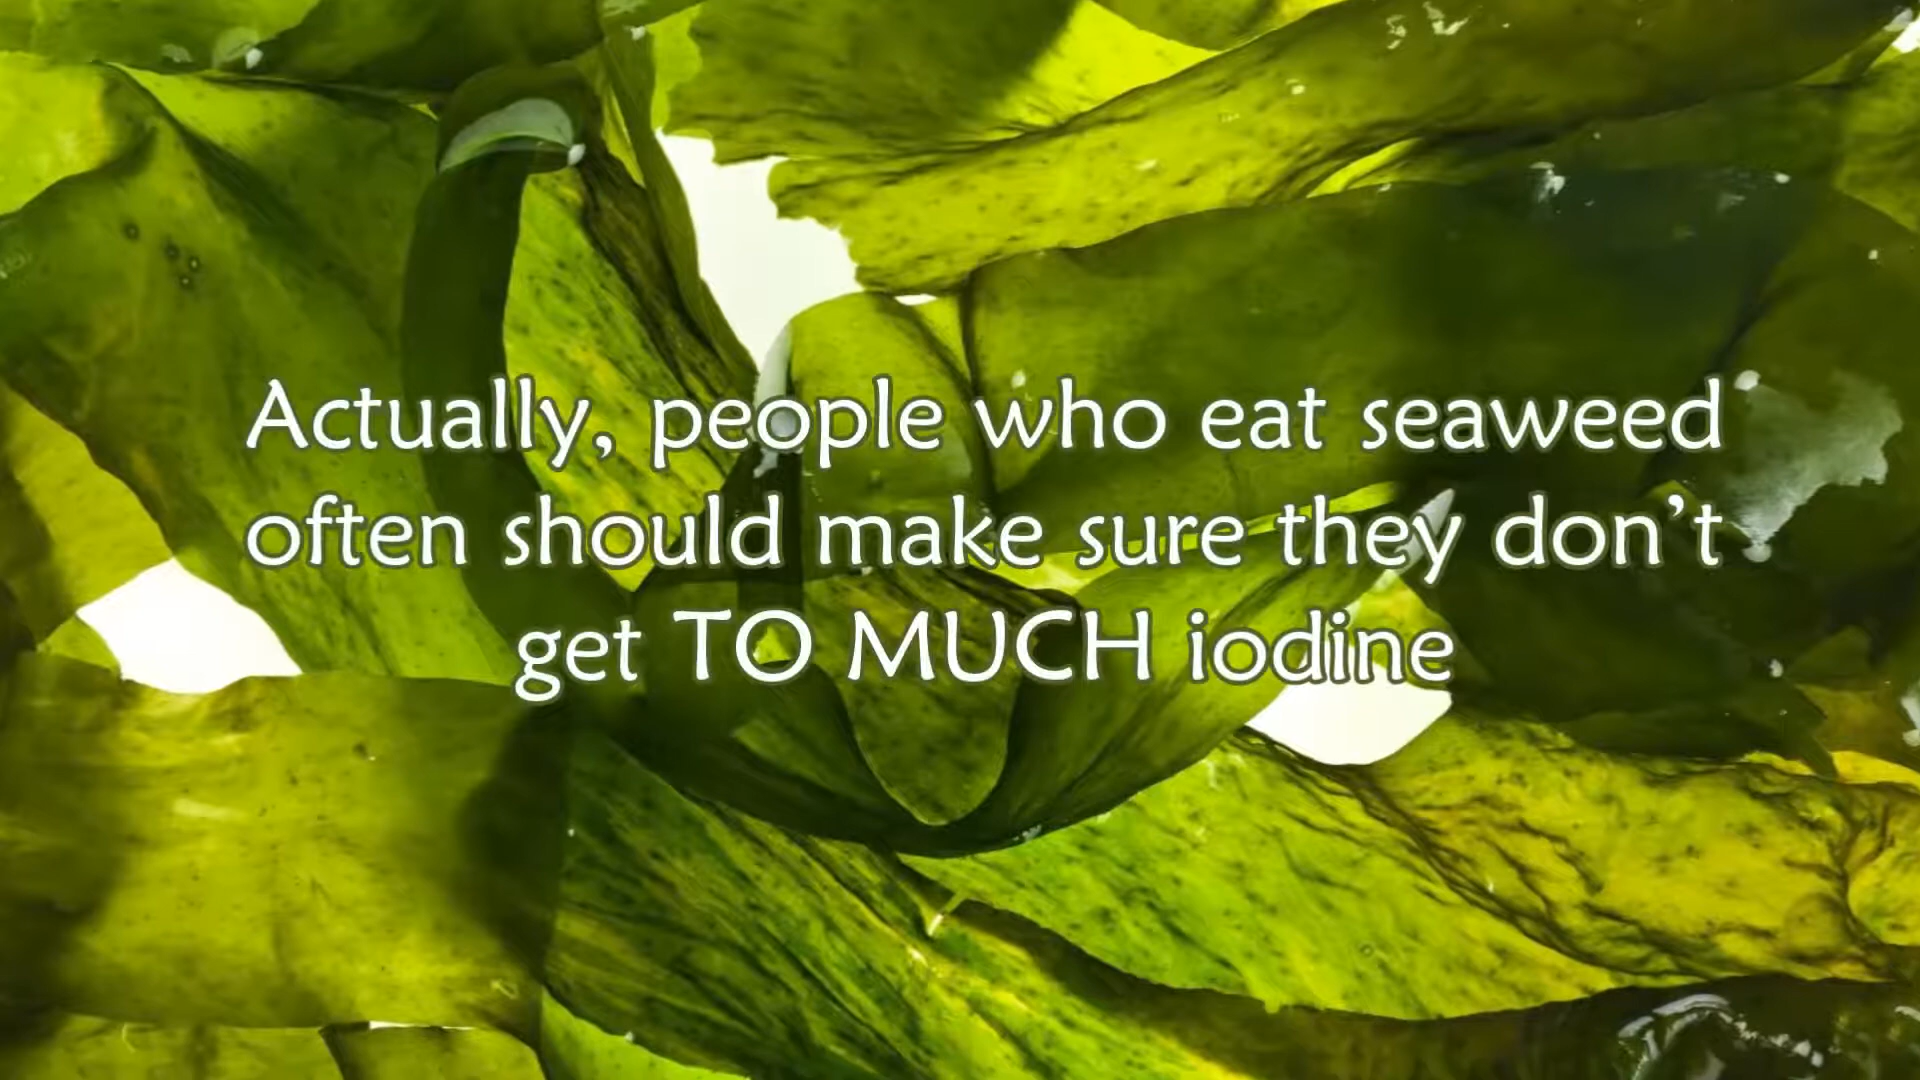 Actually, people who eat seaweed
often should make sure they don’t
get TO MUCH iodine